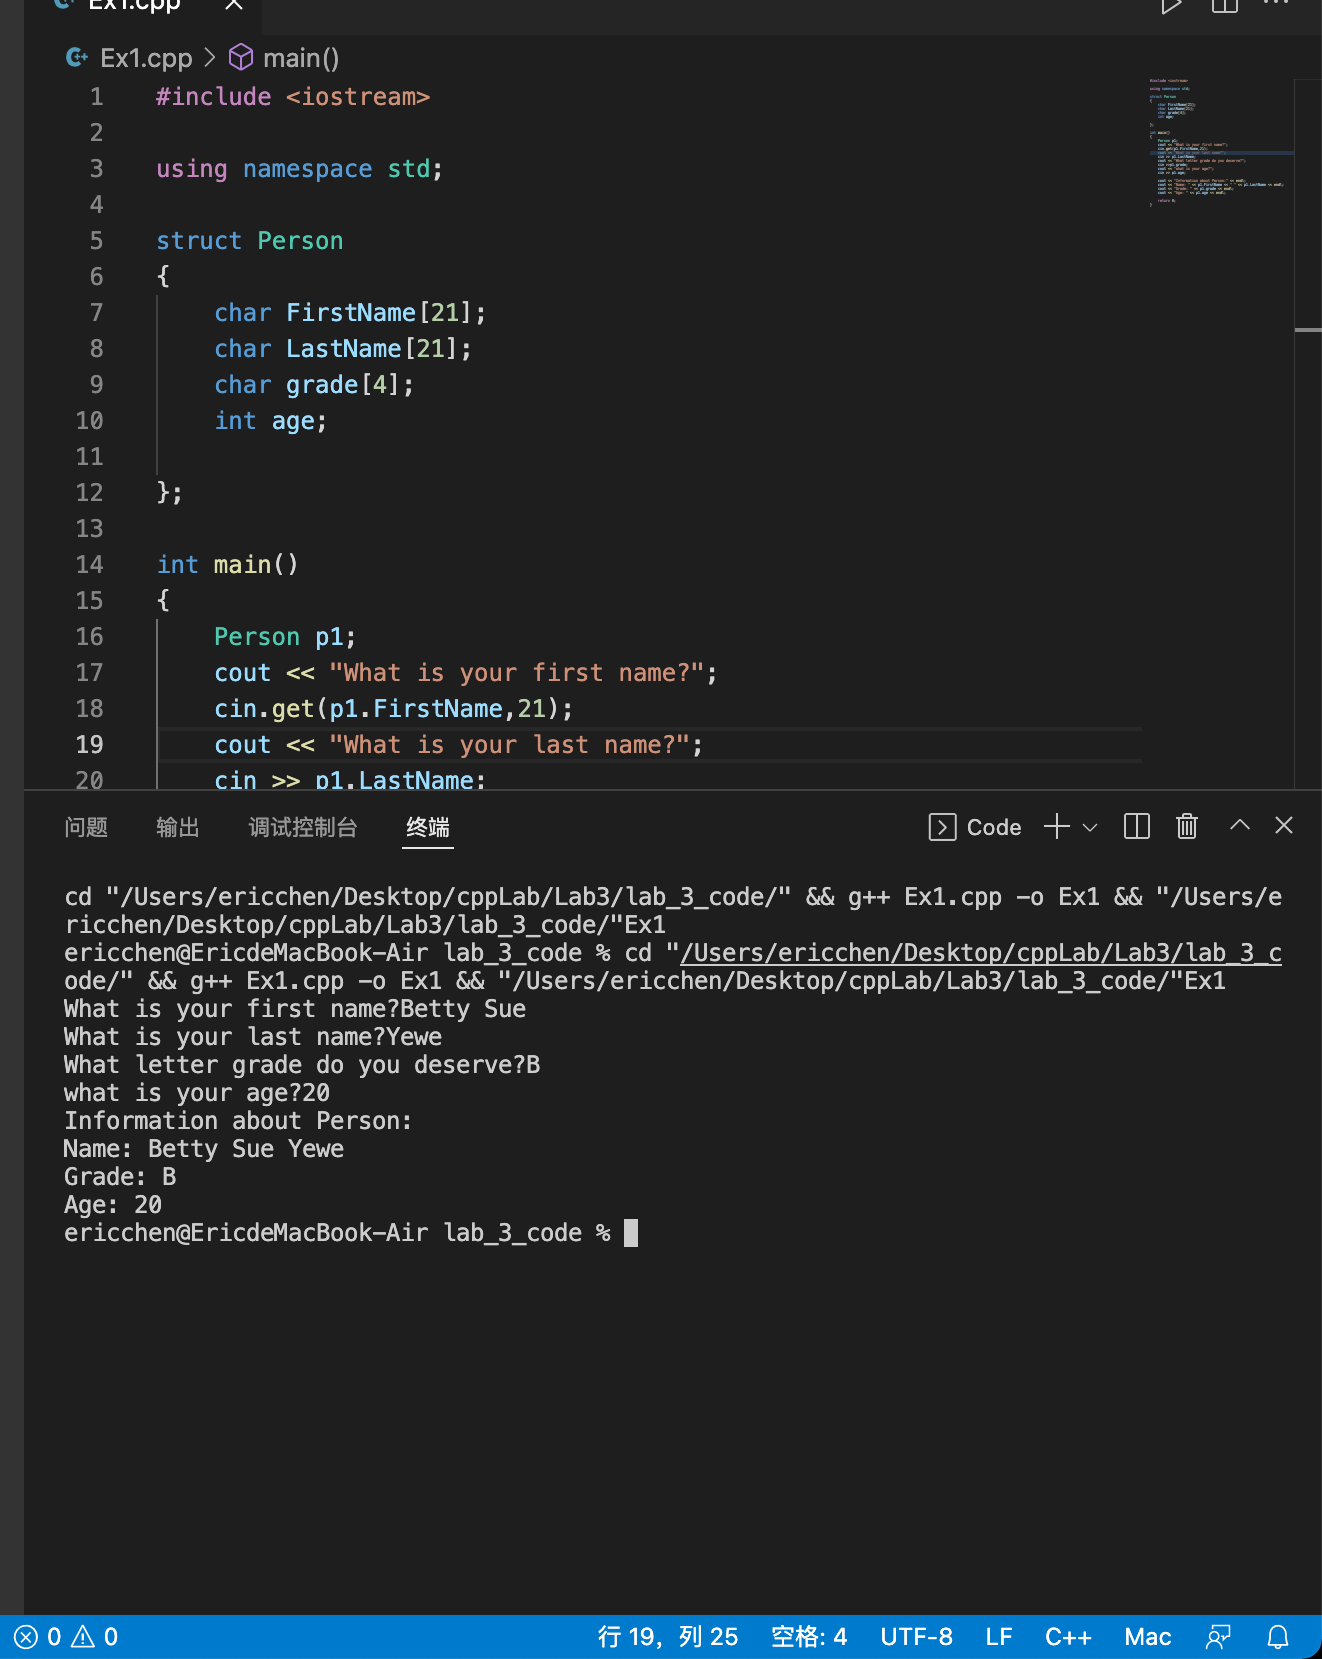 Ex1.cpp
Ex1.cpp > main()
1 #include <iostream>
2
3 using namespace std;
4
5 struct Person
6 {
7 char FirstName[21];
8 char LastName[21];
9 char grade[4];
10 int age;
11
12 };
13
14 int main()
15 {
16 Person p1;
17 cout << "What is your first name?";
18 cin.get(p1.FirstName,21);
19 cout << "What is your last name?";
20 cin >> p1.LastName;
问题 输出 调试控制台 终端 Code
cd "/Users/ericchen/Desktop/cppLab/Lab3/lab_3_code/" && g++ Ex1.cpp -o Ex1 && "/Users/e
ricchen/Desktop/cppLab/Lab3/lab_3_code/"Ex1
ericchen@EricdeMacBook-Air lab_3_code % cd "/Users/ericchen/Desktop/cppLab/Lab3/lab_3_c
ode/" && g++ Ex1.cpp -o Ex1 && "/Users/ericchen/Desktop/cppLab/Lab3/lab_3_code/"Ex1
What is your first name?Betty Sue
What is your last name?Yewe
What letter grade do you deserve?B
what is your age?20
Information about Person:
Name: Betty Sue Yewe
Grade: B
Age: 20
ericchen@EricdeMacBook-Air lab_3_code %
0 0 行 19，列 25 空格: 4 UTF-8 LF C++ Mac